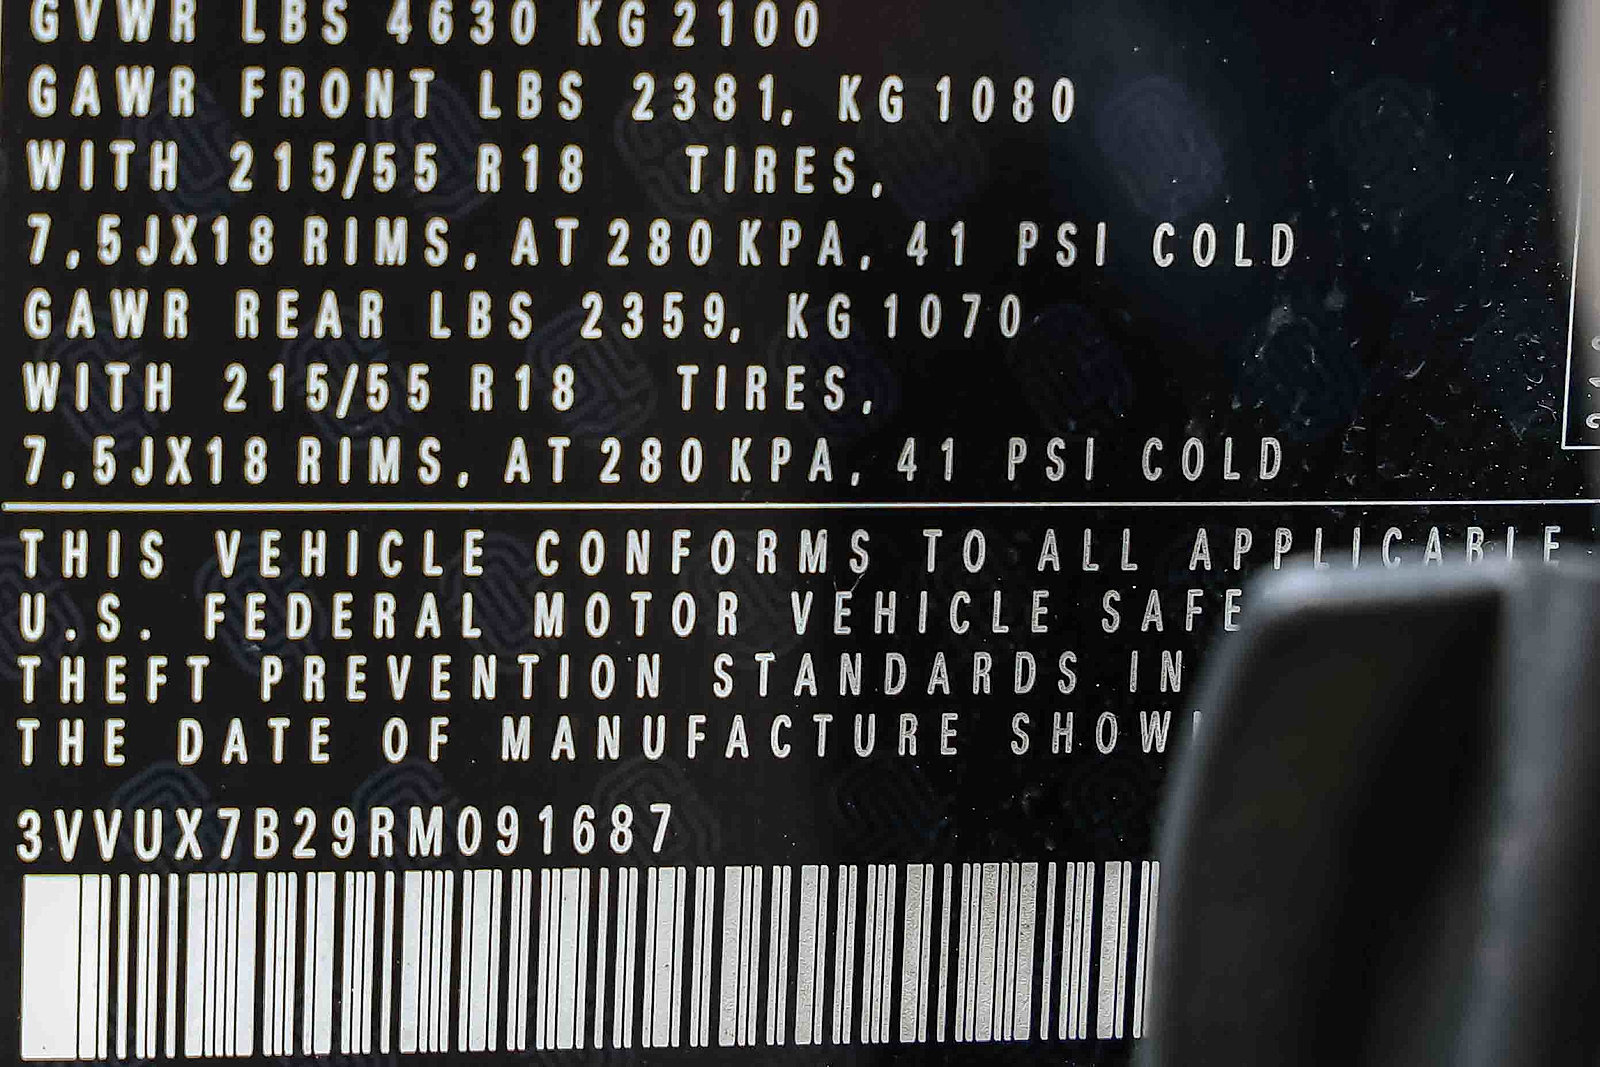 GVWR LBS 4630 KG 2100
GAWR FRONT LBS 2381, KG 1080
WITH 215/55 R18 TIRES,
7,5JX18 RIMS, AT 280 KPA, 41 PSI COLD
GAWR REAR LBS 2359, KG 1070
WITH 215/55 R18 TIRES,
7,5JX18 RIMS, AT 280 KPA, 41 PSI COLD
THIS VEHICLE CONFORMS TO ALL APPLICABLE
U.S. FEDERAL MOTOR VEHICLE SAFE
THEFT PREVENTION STANDARDS IN
THE DATE OF MANUFACTURE SHOW
3VVUX7B29RM091687